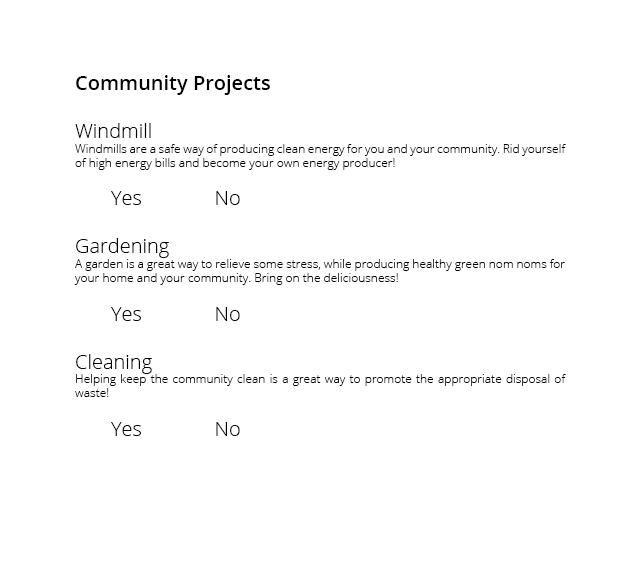 Community Projects
Windmill
Windmills are a safe way of producing clean energy for you and your community. Rid yourself
of high energy bills and become your own energy producer!
Yes No
Gardening
A garden is a great way to relieve some stress, while producing healthy green nom noms for
your home and your community. Bring on the deliciousness!
Yes No
Cleaning
Helping keep the community clean is a great way to promote the appropriate disposal of
waste!
Yes No